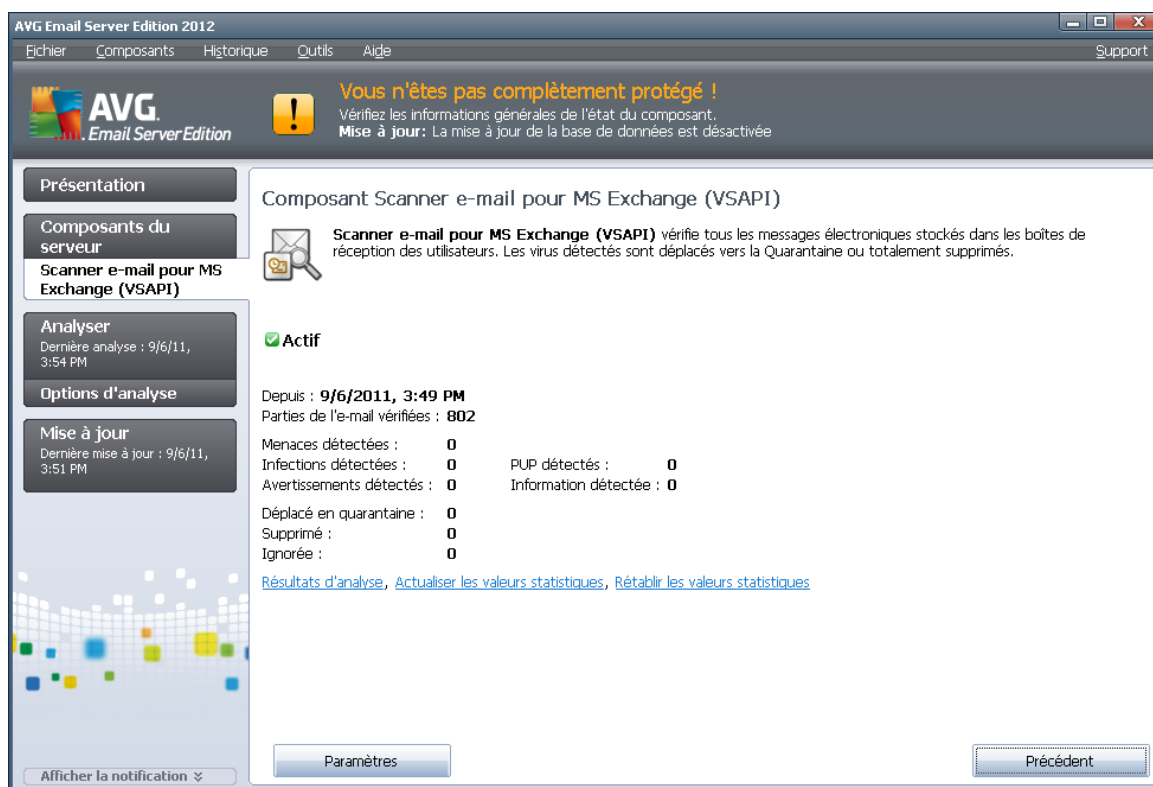 AVG Email Server Edition 2012
Fichier Composants Historique Outils Aide Support
AVG.
Email Server Edition
Vous n'êtes pas complètement protégé !
Vérifiez les informations générales de l'état du composant.
Mise à jour: La mise à jour de la base de données est désactivée
Présentation
Composants du
serveur
Scanner e-mail pour MS
Exchange (VSAPI)
Analyser
Dernière analyse : 9/6/11,
3:54 PM
Options d'analyse
Mise à jour
Dernière mise à jour : 9/6/11,
3:51 PM
Afficher la notification
Composant Scanner e-mail pour MS Exchange (VSAPI)
Scanner e-mail pour MS Exchange (VSAPI) vérifie tous les messages électroniques stockés dans les boîtes de
réception des utilisateurs. Les virus détectés sont déplacés vers la Quarantaine ou totalement supprimés.
Actif
Depuis : 9/6/2011, 3:49 PM
Parties de l'e-mail vérifiées : 802
Menaces détectées : 0
Infections détectées : 0 PUP détectés : 0
Avertissements détectés : 0 Information détectée : 0
Déplacé en quarantaine : 0
Supprimé : 0
Ignorée : 0
Résultats d'analyse, Actualiser les valeurs statistiques, Rétablir les valeurs statistiques
Paramètres Précédent